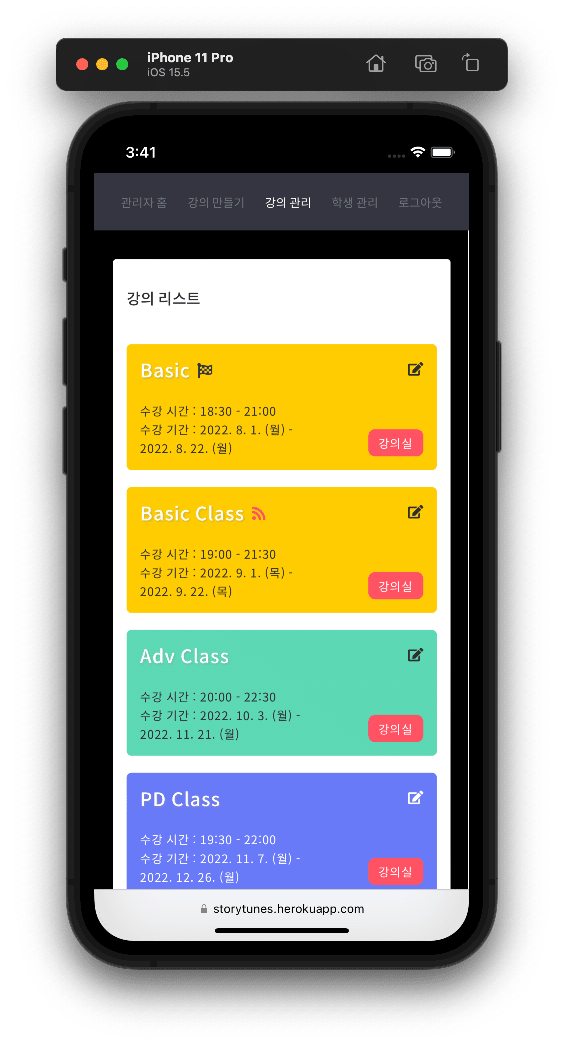 iPhone 11 Pro
iOS 15.5
3:41
관리자 홈 강의 만들기 강의 관리 학생 관리 로그아웃
강의 리스트
Basic
수강 시간 : 18:30 - 21:00
수강 기간 : 2022. 8. 1. (월) -
2022. 8. 22. (월)
강의실
Basic Class
수강 시간 : 19:00 - 21:30
수강 기간 : 2022. 9. 1. (목) -
2022. 9. 22. (목)
강의실
Adv Class
수강 시간 : 20:00 - 22:30
수강 기간 : 2022. 10. 3. (월) -
2022. 11. 21. (월)
강의실
PD Class
수강 시간 : 19:30 - 22:00
수강 기간 : 2022. 11. 7. (월) -
2022. 12. 26. (월)
강의실
storytunes.herokuapp.com